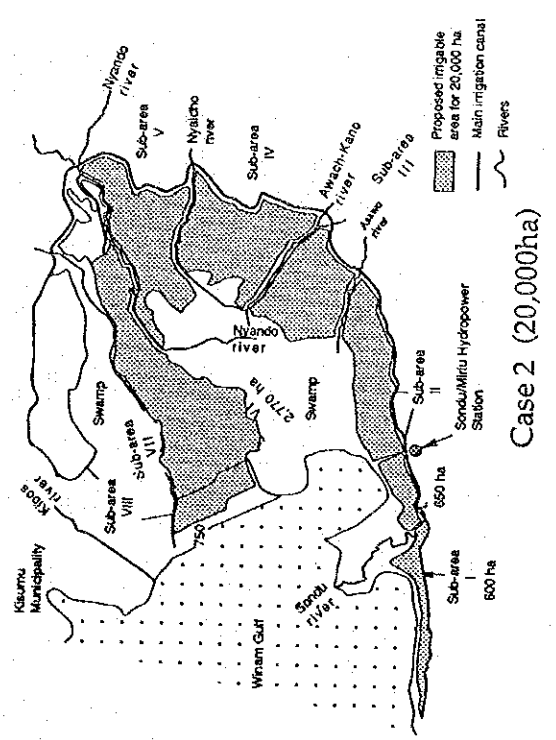 Kisumu
Municipality
Kibos
river
Swamp
Sub-area
VIII
Sub-area
VII
750
Winam Gulf
Nyando
river
Sub-area
V
Nyaidho
river
Sub-area
IV
Awach-Kano
river
Sub-area
III
river
Nyando
river
VI
2,770 ha
Swamp
Sub-area
II
Sondu/Miriu Hydropower
Station
650 ha
Sondu
river
Sub-area
I
600 ha
Proposed irrigable
area for 20,000 ha
Main irrigation canal
Rivers
Case 2 (20,000ha)